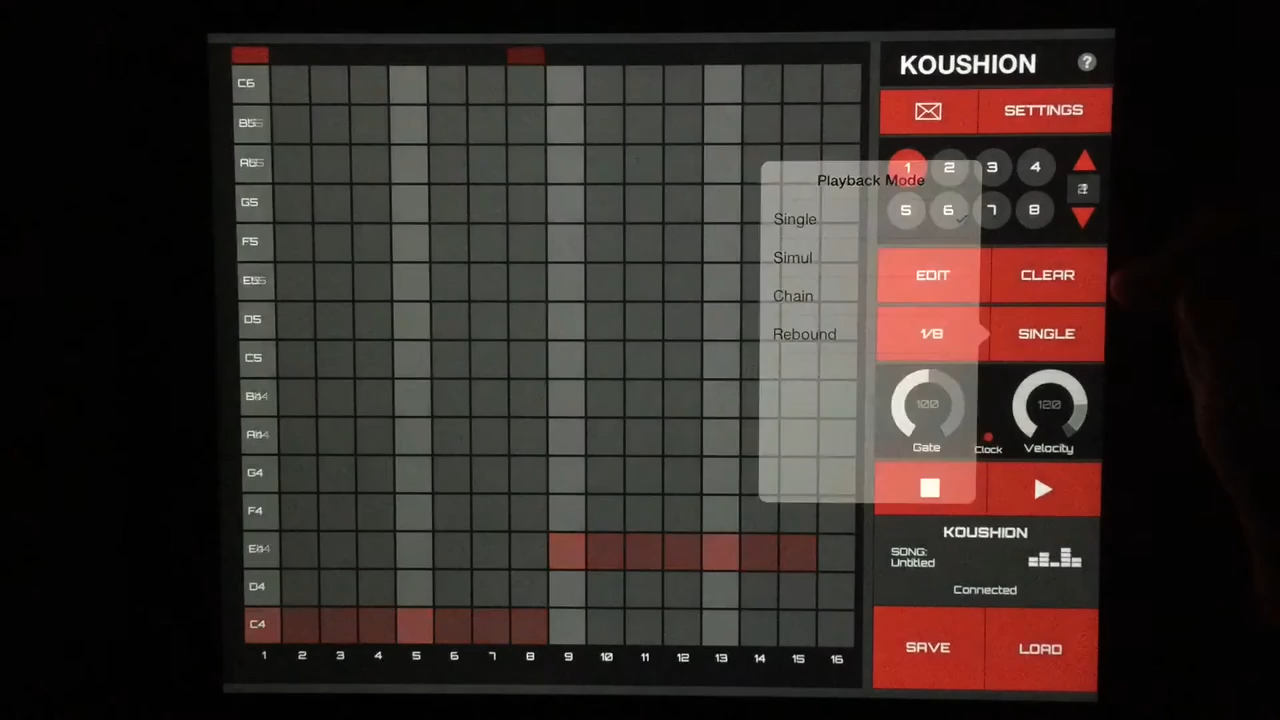 KOUSHION ?
SETTINGS
1 2 3 4
5 6 7 8
Playback Mode
Single
Simul
Chain
Rebound
EDIT CLEAR
1/8 SINGLE
100 120
Gate Clock Velocity
KOUSHION
SONG:
Untitled
Connected
SAVE LOAD
C6
G5
F5
D5
C5
G4
F4
D4
C4
1 2 3 4 5 6 7 8 9 10 11 12 13 14 15 16